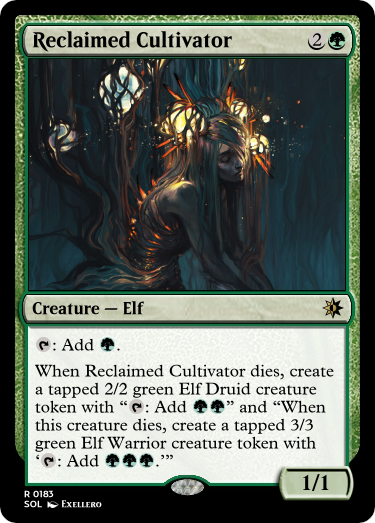 Reclaimed Cultivator 2
Creature — Elf
: Add .
When Reclaimed Cultivator dies, create
a tapped 2/2 green Elf Druid creature
token with “: Add ” and “When
this creature dies, create a tapped 3/3
green Elf Warrior creature token with
‘: Add .’”
1/1
R 0183
SOL Exellero